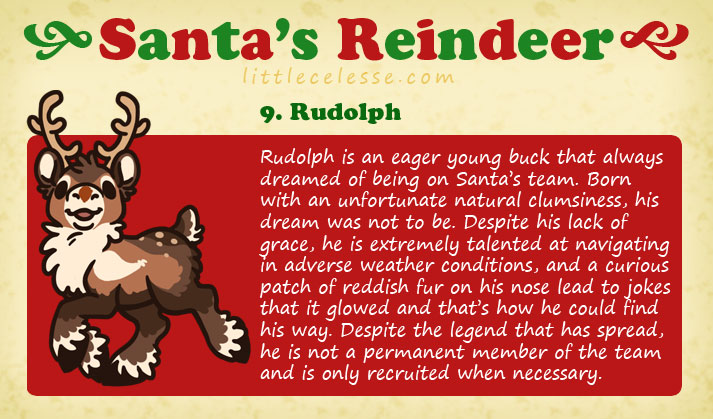 Santa's Reindeer
littlecelesse.com
9. Rudolph
Rudolph is an eager young buck that always
dreamed of being on Santa's team. Born
with an unfortunate natural clumsiness, his
dream was not to be. Despite his lack of
grace, he is extremely talented at navigating
in adverse weather conditions, and a curious
patch of reddish fur on his nose lead to jokes
that it glowed and that's how he could find
his way. Despite the legend that has spread,
he is not a permanent member of the team
and is only recruited when necessary.